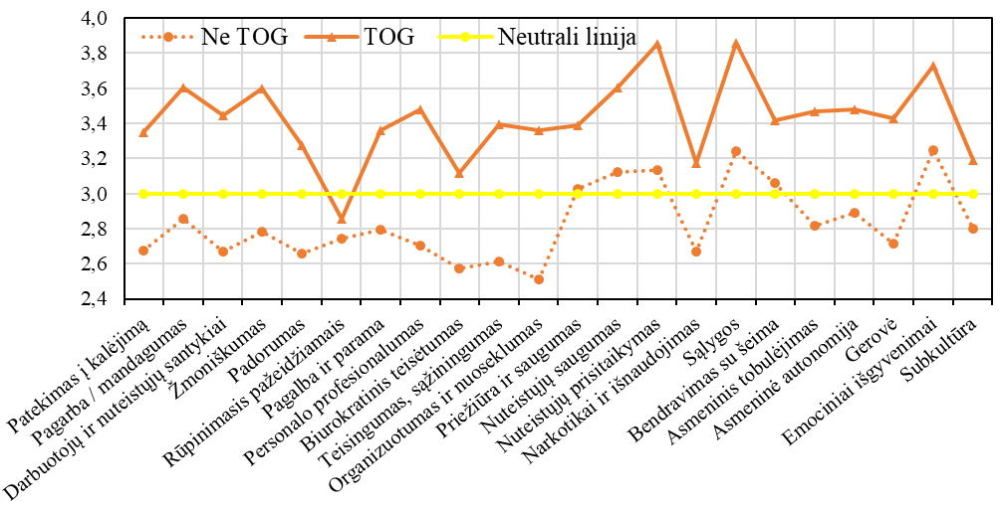 4,0
Ne TOG TOG Neutrali linija
3,8
3,6
3,4
3,2
3,0
2,8
2,6
2,4
Patekimas į kalėjimą
Pagarba / mandagumas
Darbuotojų ir nuteistųjų santykiai
Žmoniškumas
Padorumas
Rūpinimasis pažeidžiamais
Pagalba ir parama
Personalo profesionalumas
Biurokratinis teisėtumas
Teisingumas, sąžiningumas
Organizuotumas ir nuoseklumas
Priežiūra ir saugumas
Nuteistųjų saugumas
Nuteistųjų prisitaikymas
Narkotikai ir išnaudojimas
Sąlygos
Bendravimas su šeima
Asmeninis tobulėjimas
Asmeninė autonomija
Gerovė
Emociniai išgyvenimai
Subkultūra